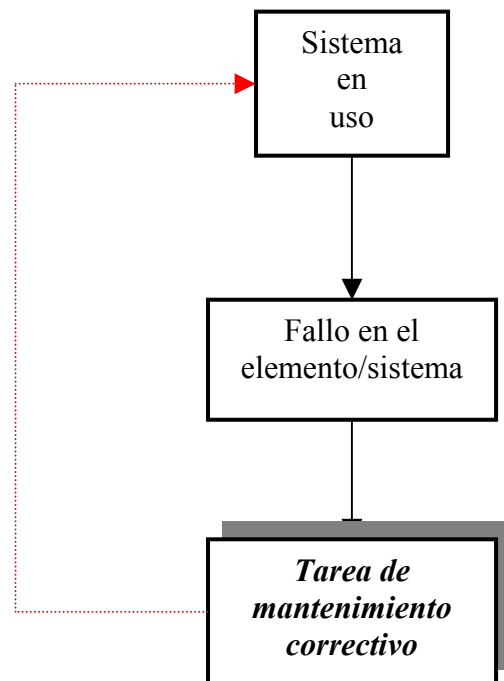 Sistema
en
uso
Fallo en el
elemento/sistema
Tarea de
mantenimiento
correctivo